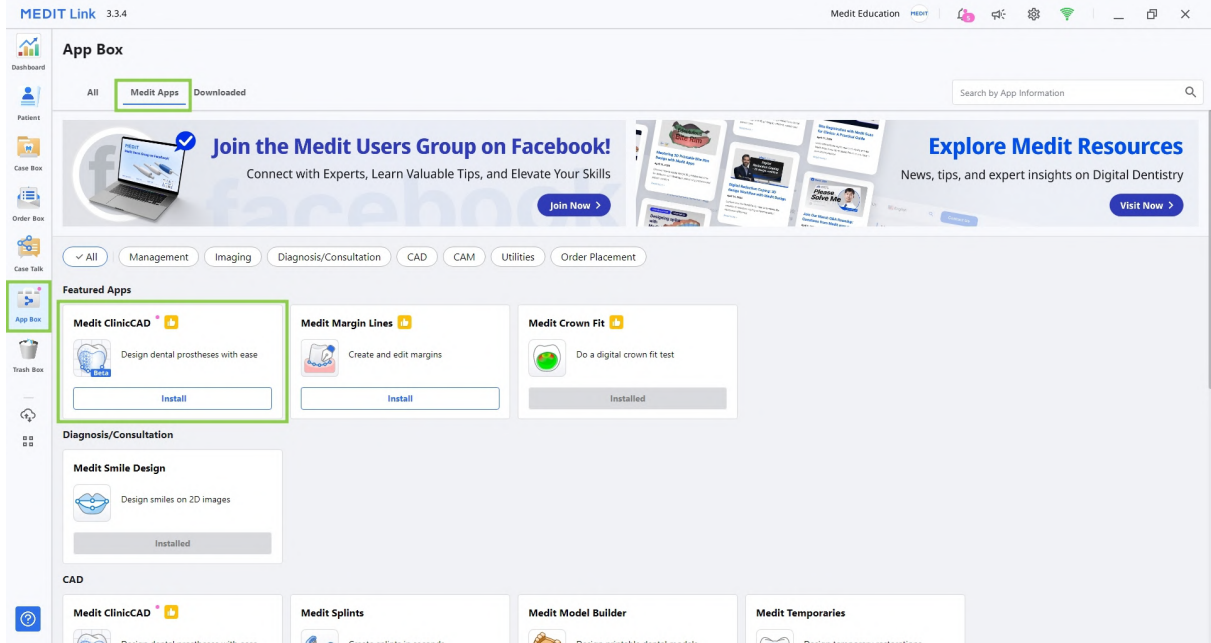 MEDIT Link 3.3.4
Medit Education MEDIT 5
Dashboard
Patient
Case Box
Order Box
Case Talk
App Box
Trash Box
App Box
All Medit Apps Downloaded
Search by App Information
Join the Medit Users Group on Facebook!
Connect with Experts, Learn Valuable Tips, and Elevate Your Skills
Join Now >
Explore Medit Resources
News, tips, and expert insights on Digital Dentistry
Visit Now >
Please
Solve Me
All Management Imaging Diagnosis/Consultation CAD CAM Utilities Order Placement
Featured Apps
Medit ClinicCAD
Design dental prostheses with ease
Beta
Install
Medit Margin Lines
Create and edit margins
Install
Medit Crown Fit
Do a digital crown fit test
Installed
Diagnosis/Consultation
Medit Smile Design
Design smiles on 2D images
Installed
CAD
Medit ClinicCAD
Medit Splints
Medit Model Builder
Medit Temporaries